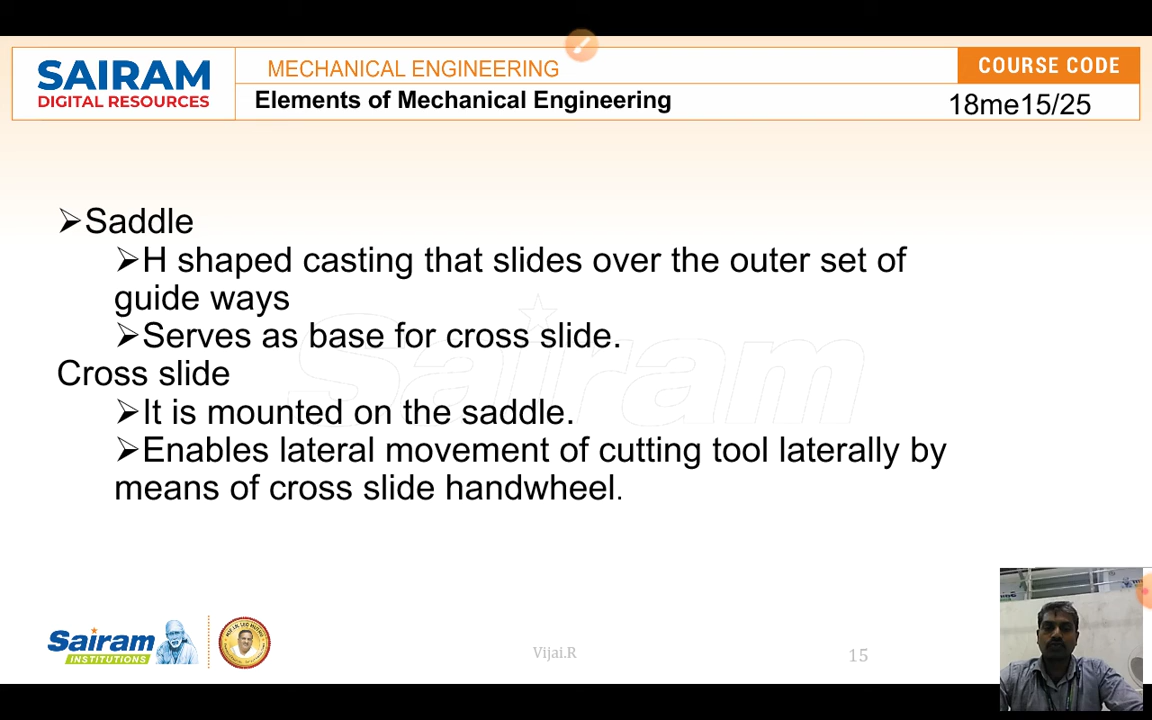 SAIRAM
DIGITAL RESOURCES
MECHANICAL ENGINEERING
Elements of Mechanical Engineering
COURSE CODE
18me15/25
➢Saddle
➢H shaped casting that slides over the outer set of
guide ways
➢Serves as base for cross slide.
Cross slide
➢It is mounted on the saddle.
➢Enables lateral movement of cutting tool laterally by
means of cross slide handwheel.
Sairam
Sairam
INSTITUTIONS
Vijai.R
15